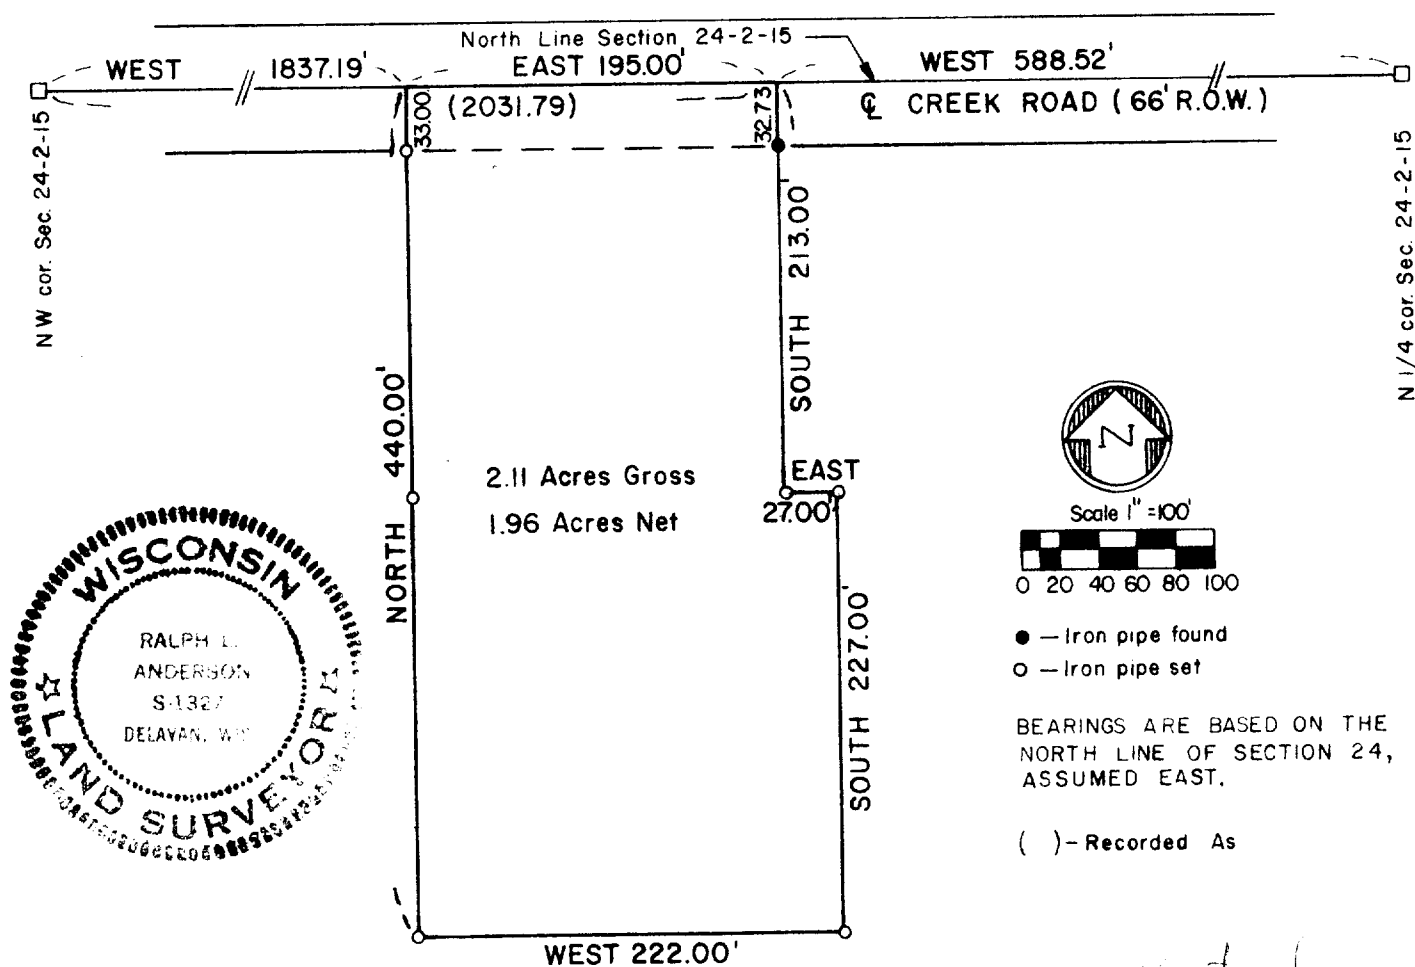 North Line Section 24-2-15
WEST 1837.19'
EAST 195.00'
WEST 588.52'
(2031.79)
℄ CREEK ROAD (66' R.O.W.)
33.00
32.73
NW cor. Sec. 24-2-15
N 1/4 cor. Sec. 24-2-15
SOUTH 213.00'
NORTH 440.00'
2.11 Acres Gross
1.96 Acres Net
EAST
27.00'
N
Scale 1" =100'
0 20 40 60 80 100
● — Iron pipe found
○ — Iron pipe set
SOUTH 227.00'
BEARINGS ARE BASED ON THE
NORTH LINE OF SECTION 24,
ASSUMED EAST.
( ) - Recorded As
WISCONSIN
RALPH L.
ANDERSON
S-1327
DELAVAN, WIS
☆ LAND SURVEYOR ☆
WEST 222.00'